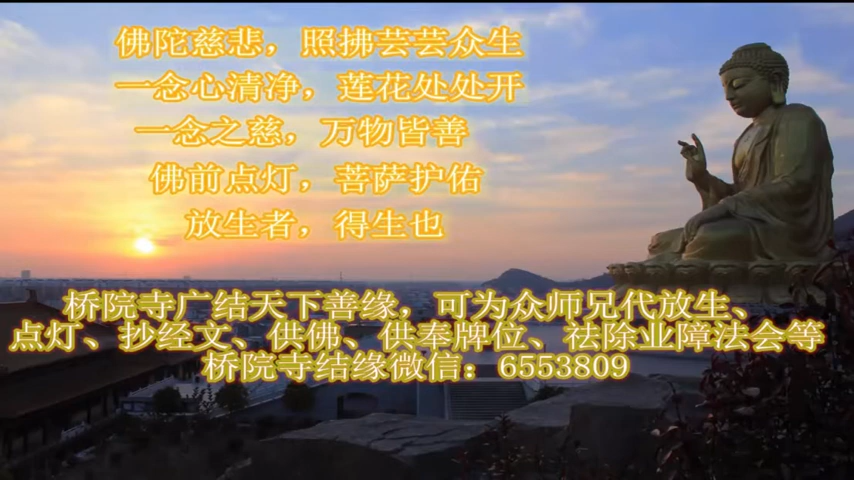 佛陀慈悲，照拂芸芸众生
一念心清净，莲花处处开
一念之慈，万物皆善
佛前点灯，菩萨护佑
放生者，得生也
桥院寺广结天下善缘，可为众师兄代放生、
点灯、抄经文、供佛、供奉牌位、祛除业障法会等
桥院寺结缘微信：6553809